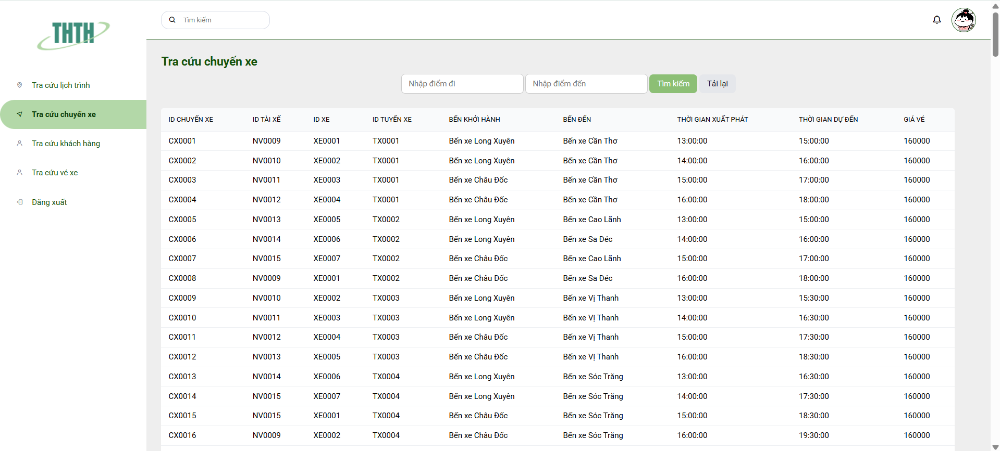 THTH
Tìm kiếm
Tra cứu lịch trình
Tra cứu chuyến xe
Tra cứu khách hàng
Tra cứu vé xe
Đăng xuất
Tra cứu chuyến xe
Nhập điểm đi Nhập điểm đến Tìm kiếm Tải lại
ID CHUYẾN XE ID TÀI XẾ ID XE ID TUYẾN XE BẾN KHỞI HÀNH BẾN ĐẾN THỜI GIAN XUẤT PHÁT THỜI GIAN DỰ ĐẾN GIÁ VÉ
CX0001 NV0009 XE0001 TX0001 Bến xe Long Xuyên Bến xe Cần Thơ 13:00:00 15:00:00 160000
CX0002 NV0010 XE0002 TX0001 Bến xe Long Xuyên Bến xe Cần Thơ 14:00:00 16:00:00 160000
CX0003 NV0011 XE0003 TX0001 Bến xe Châu Đốc Bến xe Cần Thơ 15:00:00 17:00:00 160000
CX0004 NV0012 XE0004 TX0001 Bến xe Châu Đốc Bến xe Cần Thơ 16:00:00 18:00:00 160000
CX0005 NV0013 XE0005 TX0002 Bến xe Long Xuyên Bến xe Cao Lãnh 13:00:00 15:00:00 160000
CX0006 NV0014 XE0006 TX0002 Bến xe Long Xuyên Bến xe Sa Đéc 14:00:00 16:00:00 160000
CX0007 NV0015 XE0007 TX0002 Bến xe Châu Đốc Bến xe Cao Lãnh 15:00:00 17:00:00 160000
CX0008 NV0009 XE0001 TX0002 Bến xe Châu Đốc Bến xe Sa Đéc 16:00:00 18:00:00 160000
CX0009 NV0010 XE0002 TX0003 Bến xe Long Xuyên Bến xe Vị Thanh 13:00:00 15:30:00 160000
CX0010 NV0011 XE0003 TX0003 Bến xe Long Xuyên Bến xe Vị Thanh 14:00:00 16:30:00 160000
CX0011 NV0012 XE0004 TX0003 Bến xe Châu Đốc Bến xe Vị Thanh 15:00:00 17:30:00 160000
CX0012 NV0013 XE0005 TX0003 Bến xe Châu Đốc Bến xe Vị Thanh 16:00:00 18:30:00 160000
CX0013 NV0014 XE0006 TX0004 Bến xe Long Xuyên Bến xe Sóc Trăng 13:00:00 16:30:00 160000
CX0014 NV0015 XE0007 TX0004 Bến xe Long Xuyên Bến xe Sóc Trăng 14:00:00 17:30:00 160000
CX0015 NV0015 XE0001 TX0004 Bến xe Châu Đốc Bến xe Sóc Trăng 15:00:00 18:30:00 160000
CX0016 NV0009 XE0002 TX0004 Bến xe Châu Đốc Bến xe Sóc Trăng 16:00:00 19:30:00 160000